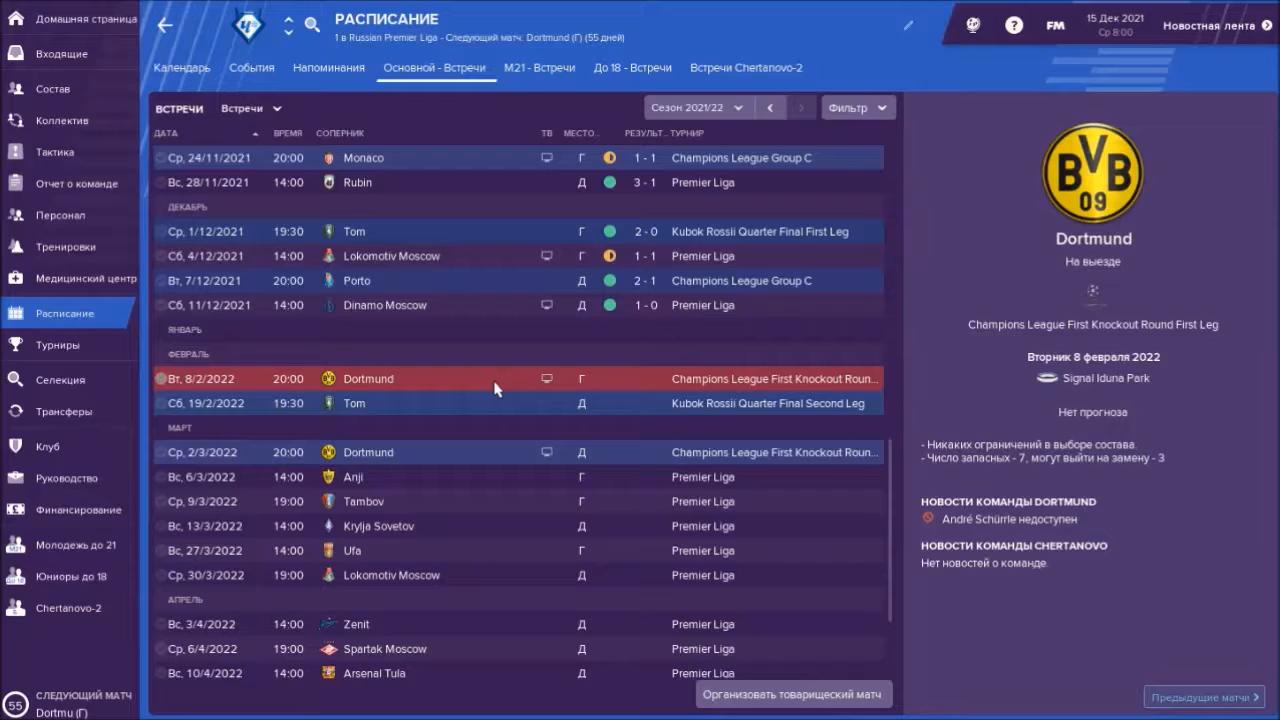 Домашняя страница
Входящие
Состав
Коллектив
Тактика
Отчет о команде
Персонал
Тренировки
Медицинский центр
Расписание
Турниры
Селекция
Трансферы
Клуб
Руководство
Финансирование
Молодежь до 21
Юниоры до 18
Chertanovo-2
55 СЛЕДУЮЩИЙ МАТЧ
Dortmu (Г)
РАСПИСАНИЕ
1 в Russian Premier Liga - Следующий матч: Dortmund (Г) (55 дней)
? FM 15 Дек 2021 Новостная лента
Ср 8:00
Календарь События Напоминания Основной - Встречи М21 - Встречи До 18 - Встречи Встречи Chertanovo-2
ВСТРЕЧИ Встречи Сезон 2021/22 Фильтр
ДАТА ВРЕМЯ СОПЕРНИК ТВ МЕСТО... РЕЗУЛЬТ... ТУРНИР
Ср, 24/11/2021 20:00 Monaco Г 1 - 1 Champions League Group C
Вс, 28/11/2021 14:00 Rubin Д 3 - 1 Premier Liga
ДЕКАБРЬ
Ср, 1/12/2021 19:30 Tom Г 2 - 0 Kubok Rossii Quarter Final First Leg
Сб, 4/12/2021 14:00 Lokomotiv Moscow Г 1 - 1 Premier Liga
Вт, 7/12/2021 20:00 Porto Д 2 - 1 Champions League Group C
Сб, 11/12/2021 14:00 Dinamo Moscow Д 1 - 0 Premier Liga
ЯНВАРЬ
ФЕВРАЛЬ
Вт, 8/2/2022 20:00 Dortmund Г Champions League First Knockout Roun...
Сб, 19/2/2022 19:30 Tom Д Kubok Rossii Quarter Final Second Leg
МАРТ
Ср, 2/3/2022 20:00 Dortmund Д Champions League First Knockout Roun...
Вс, 6/3/2022 14:00 Anji Г Premier Liga
Ср, 9/3/2022 19:00 Tambov Г Premier Liga
Вс, 13/3/2022 14:00 Krylja Sovetov Д Premier Liga
Вс, 27/3/2022 14:00 Ufa Г Premier Liga
Ср, 30/3/2022 19:00 Lokomotiv Moscow Д Premier Liga
АПРЕЛЬ
Вс, 3/4/2022 14:00 Zenit Д Premier Liga
Ср, 6/4/2022 19:00 Spartak Moscow Д Premier Liga
Вс, 10/4/2022 14:00 Arsenal Tula Д Premier Liga
Организовать товарищеский матч
BVB
09
Dortmund
На выезде
Champions League First Knockout Round First Leg
Вторник 8 февраля 2022
Signal Iduna Park
Нет прогноза
- Никаких ограничений в выборе состава.
- Число запасных - 7, могут выйти на замену - 3
НОВОСТИ КОМАНДЫ DORTMUND
André Schürrle недоступен
НОВОСТИ КОМАНДЫ CHERTANOVO
Нет новостей о команде.
Предыдущие матчи